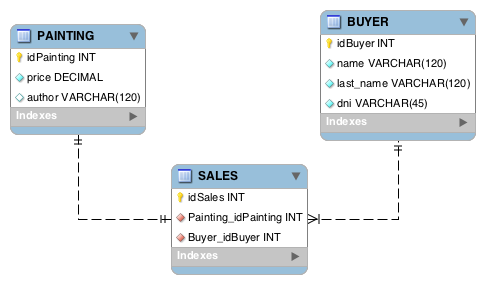 PAINTING
idPainting INT
price DECIMAL
author VARCHAR(120)
Indexes
BUYER
idBuyer INT
name VARCHAR(120)
last_name VARCHAR(120)
dni VARCHAR(45)
Indexes
SALES
idSales INT
Painting_idPainting INT
Buyer_idBuyer INT
Indexes